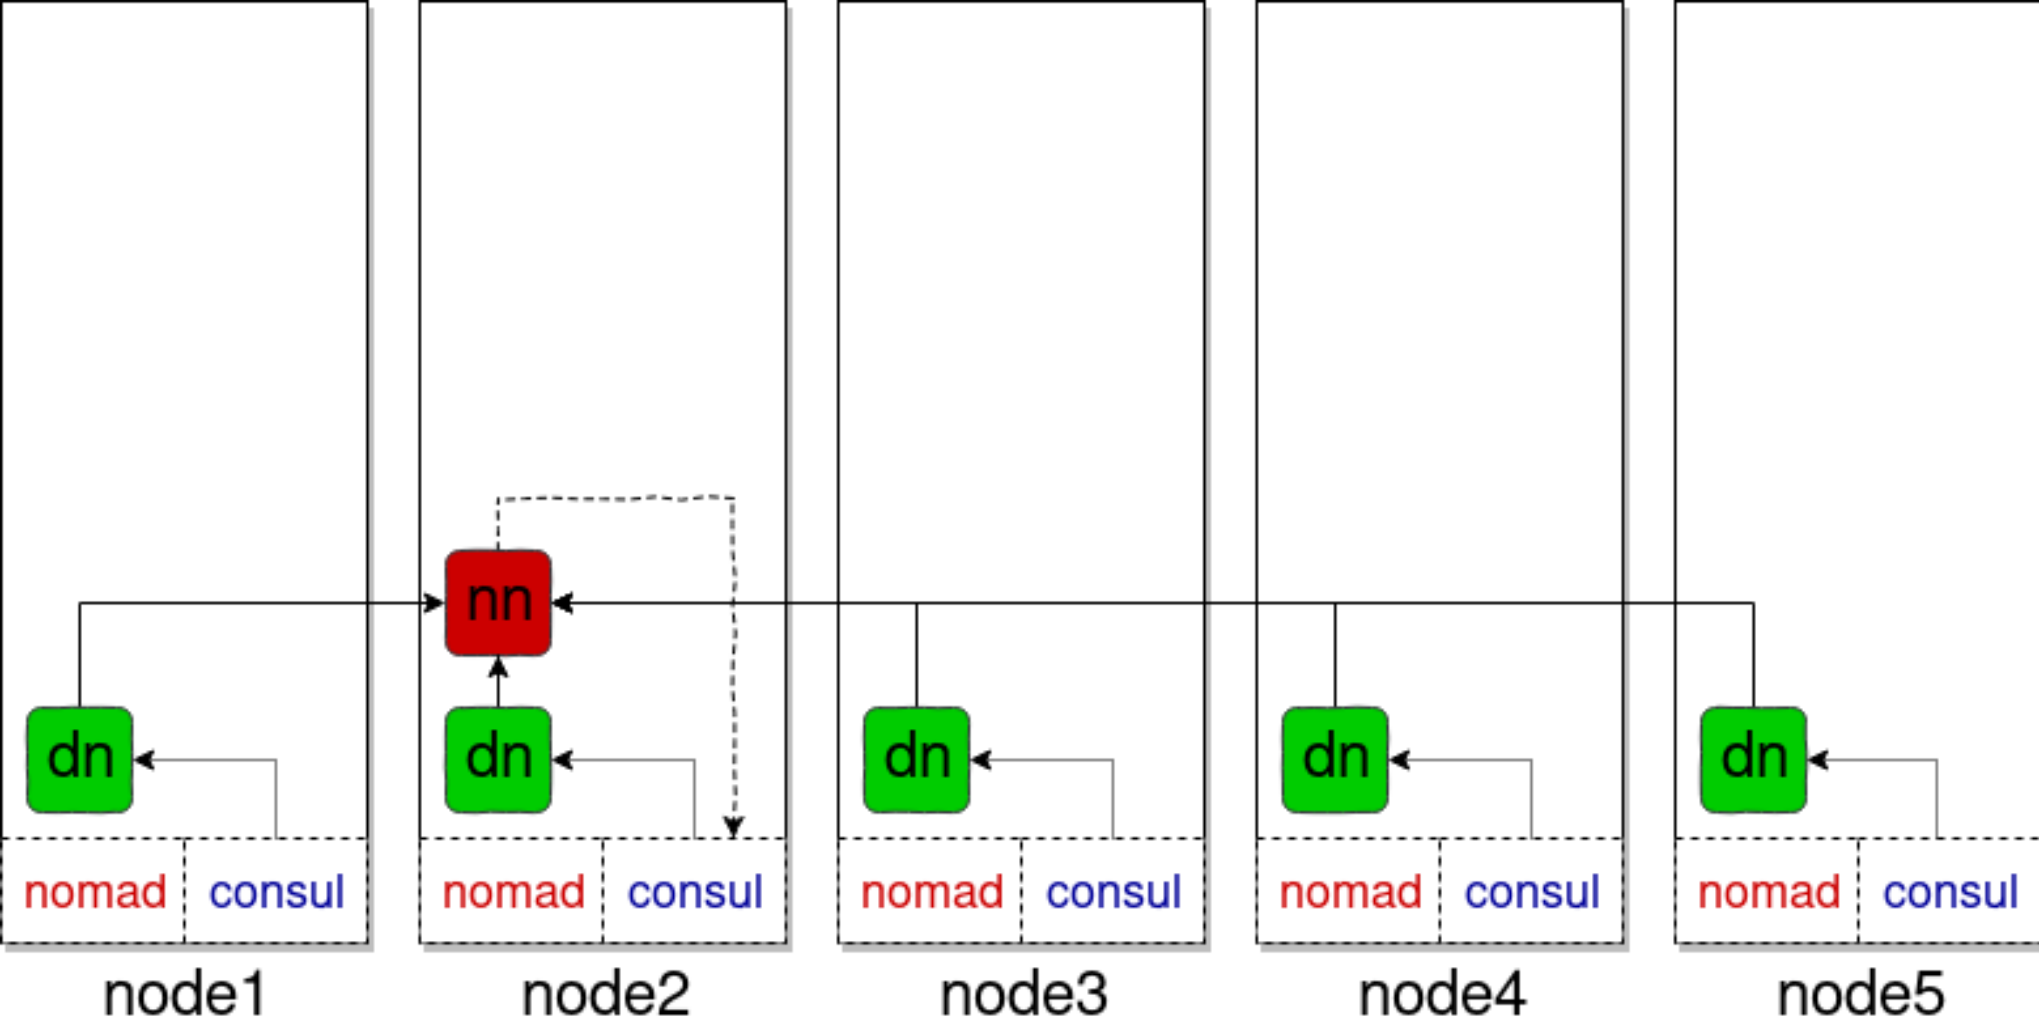 nn
dn dn dn dn dn
nomad consul nomad consul nomad consul nomad consul nomad consul
node1 node2 node3 node4 node5